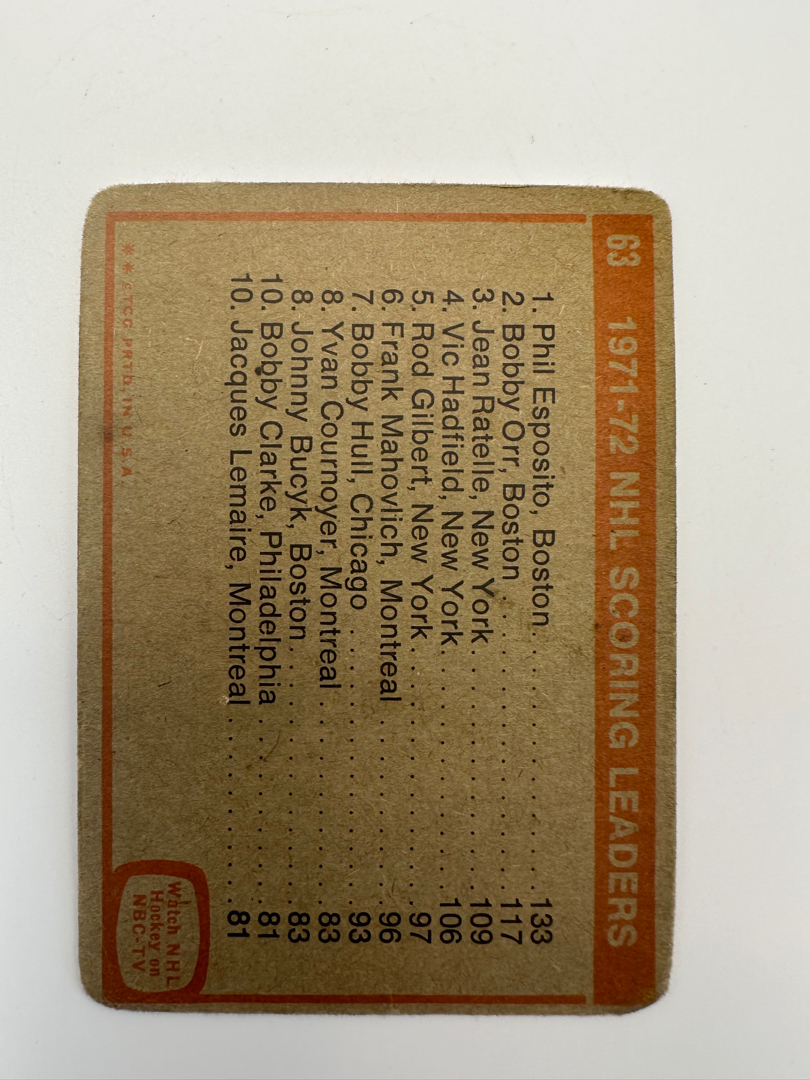 63 1971-72 NHL SCORING LEADERS
1. Phil Esposito, Boston . . . . . . . . . . . . . . . 133
2. Bobby Orr, Boston . . . . . . . . . . . . . . . . . 117
3. Jean Ratelle, New York . . . . . . . . . . . . . . . 109
4. Vic Hadfield, New York . . . . . . . . . . . . . . . 106
5. Rod Gilbert, New York . . . . . . . . . . . . . . . . 97
6. Frank Mahovlich, Montreal . . . . . . . . . . . . 96
7. Bobby Hull, Chicago . . . . . . . . . . . . . . . . . 93
8. Yvan Cournoyer, Montreal . . . . . . . . . . . . 83
8. Johnny Bucyk, Boston . . . . . . . . . . . . . . . 83
10. Bobby Clarke, Philadelphia . . . . . . . . . . . . 81
10. Jacques Lemaire, Montreal . . . . . . . . . . . . 81
Watch NHL
Hockey on
NBC-TV
** © TCG PRTD. IN U.S.A.